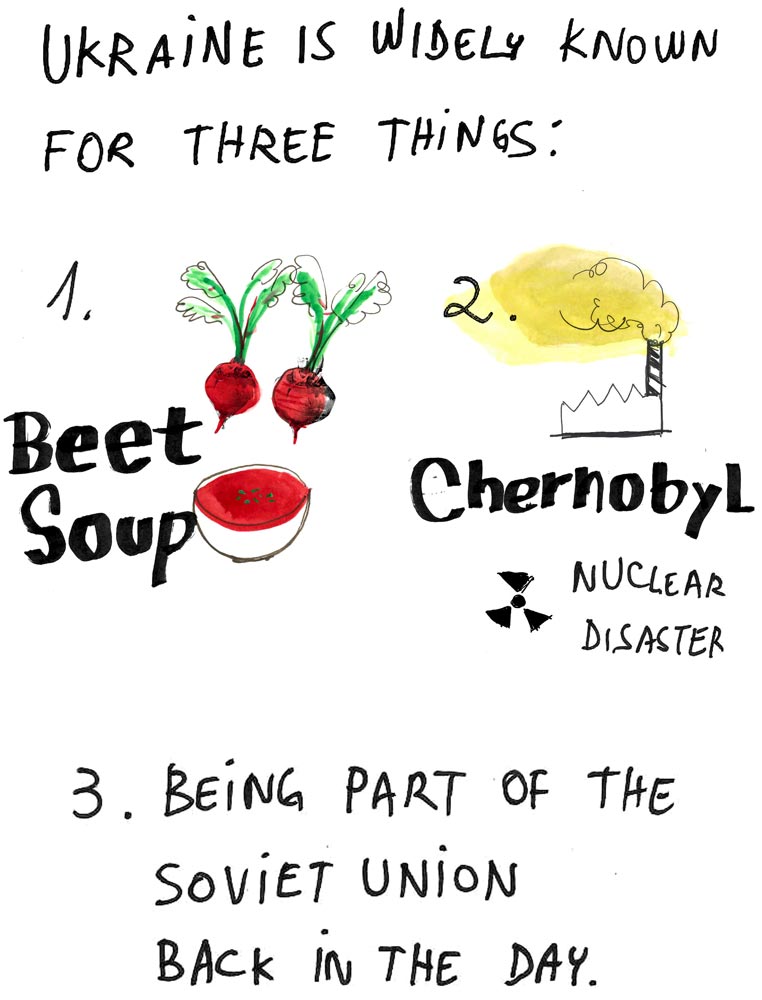 UKRAINE IS WIDELY KNOWN
FOR THREE THINGS:
1.
Beet
Soup
2.
Chernobyl
NUCLEAR
DISASTER
3. BEING PART OF THE
SOVIET UNION
BACK IN THE DAY.